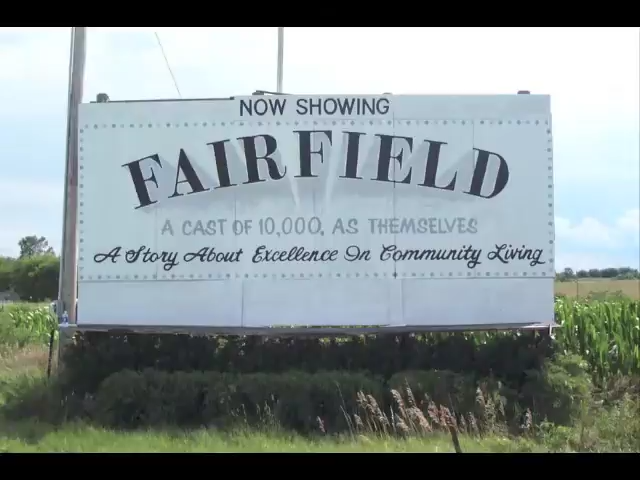 NOW SHOWING
FAIRFIELD
A CAST OF 10,000, AS THEMSELVES
A Story About Excellence In Community Living